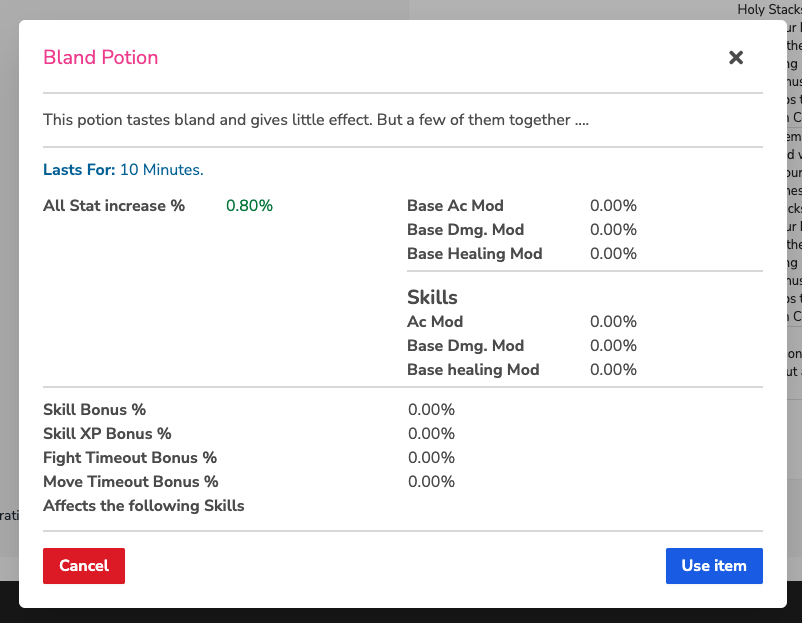 Holy Stacks
Bland Potion
This potion tastes bland and gives little effect. But a few of them together ....
Lasts For: 10 Minutes.
All Stat increase % 0.80%
Base Ac Mod 0.00%
Base Dmg. Mod 0.00%
Base Healing Mod 0.00%
Skills
Ac Mod 0.00%
Base Dmg. Mod 0.00%
Base healing Mod 0.00%
Skill Bonus % 0.00%
Skill XP Bonus % 0.00%
Fight Timeout Bonus % 0.00%
Move Timeout Bonus % 0.00%
Affects the following Skills
Cancel
Use item